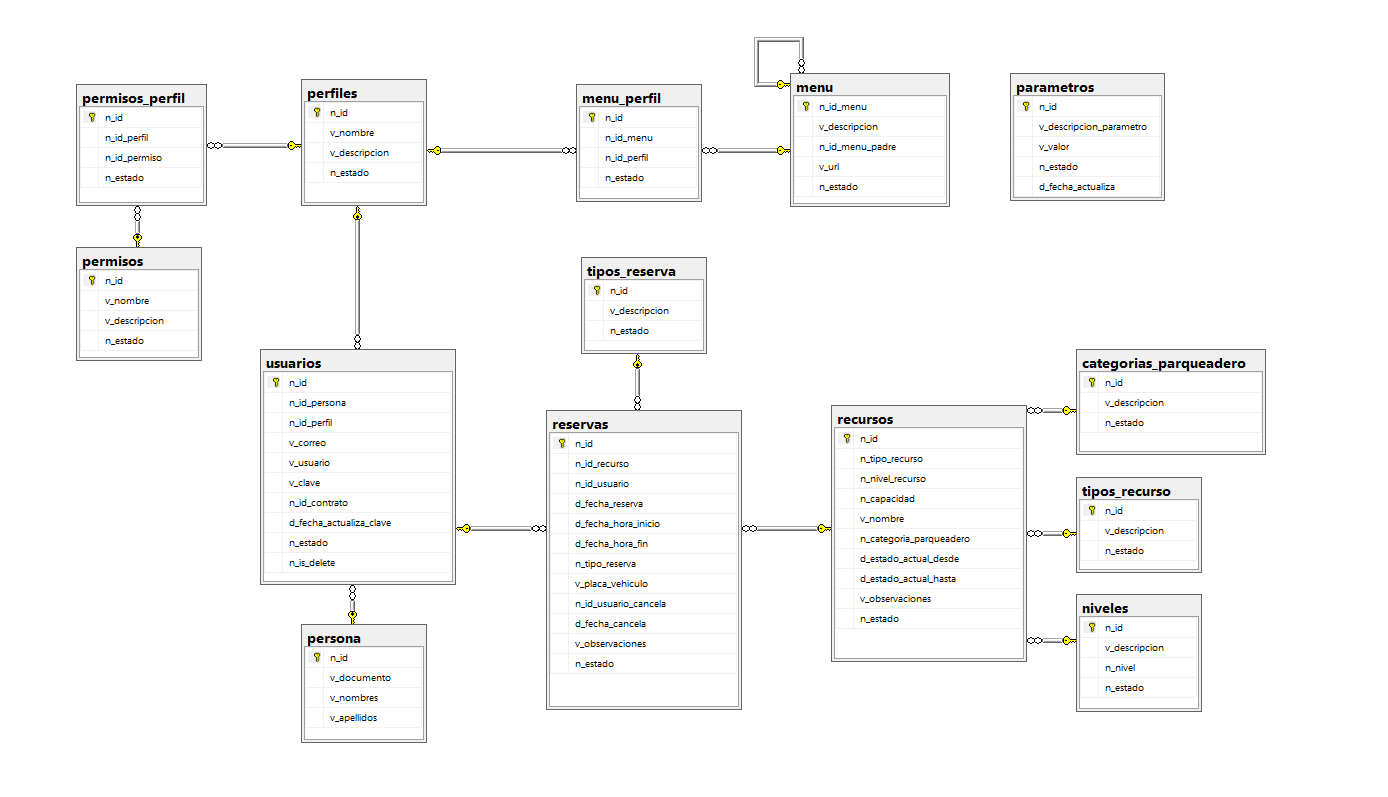 permisos_perfil
n_id
n_id_perfil
n_id_permiso
n_estado
perfiles
n_id
v_nombre
v_descripcion
n_estado
menu_perfil
n_id
n_id_menu
n_id_perfil
n_estado
menu
n_id_menu
v_descripcion
n_id_menu_padre
v_url
n_estado
parametros
n_id
v_descripcion_parametro
v_valor
n_estado
d_fecha_actualiza
permisos
n_id
v_nombre
v_descripcion
n_estado
tipos_reserva
n_id
v_descripcion
n_estado
usuarios
n_id
n_id_persona
n_id_perfil
v_correo
v_usuario
v_clave
n_id_contrato
d_fecha_actualiza_clave
n_estado
n_is_delete
reservas
n_id
n_id_recurso
n_id_usuario
d_fecha_reserva
d_fecha_hora_inicio
d_fecha_hora_fin
n_tipo_reserva
v_placa_vehiculo
n_id_usuario_cancela
d_fecha_cancela
v_observaciones
n_estado
recursos
n_id
n_tipo_recurso
n_nivel_recurso
n_capacidad
v_nombre
n_categoria_parqueadero
d_estado_actual_desde
d_estado_actual_hasta
v_observaciones
n_estado
categorias_parqueadero
n_id
v_descripcion
n_estado
tipos_recurso
n_id
v_descripcion
n_estado
niveles
n_id
v_descripcion
n_nivel
n_estado
persona
n_id
v_documento
v_nombres
v_apellidos